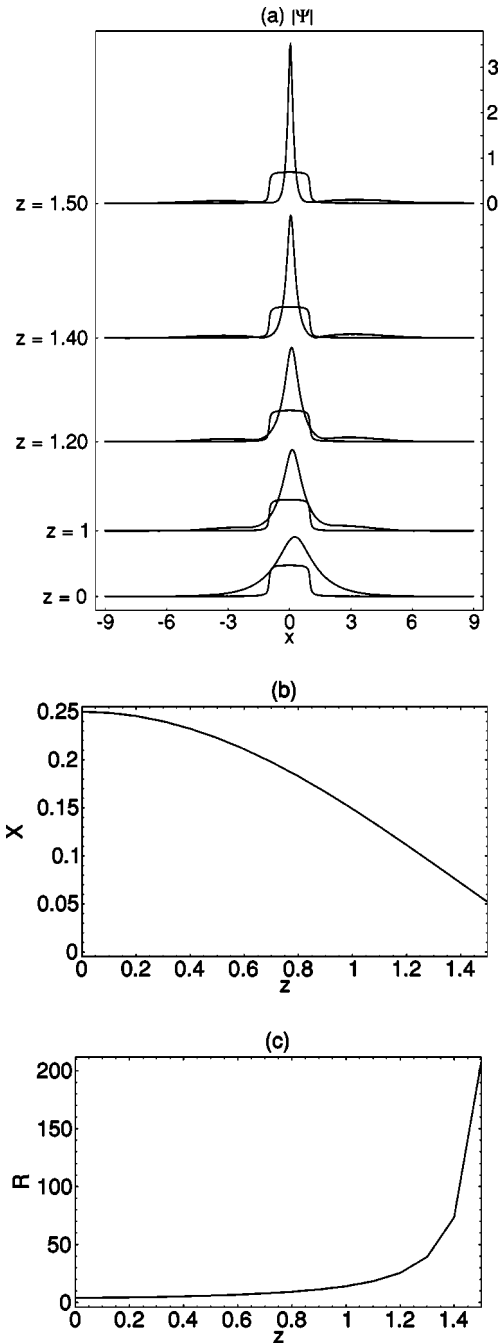 (a) |Ψ|
3
2
1
0
z = 1.50
z = 1.40
z = 1.20
z = 1
z = 0
-9 -6 -3 0 3 6 9
x
(b)
0.25
0.2
0.15
X
0.1
0.05
0
0 0.2 0.4 0.6 0.8 1 1.2 1.4
z
(c)
200
150
R
100
50
0
0 0.2 0.4 0.6 0.8 1 1.2 1.4
z